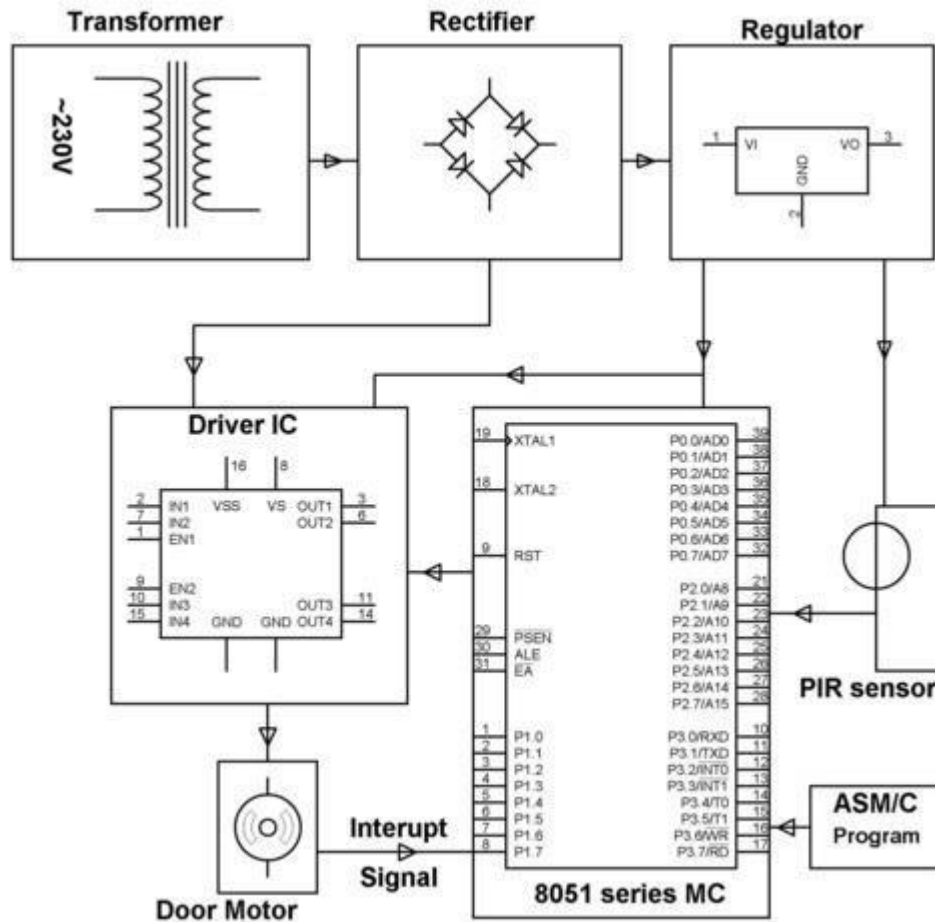 Transformer
Rectifier
Regulator
~230V
1
VI
VO
3
GND
2
Driver IC
16
8
2
IN1
VSS
VS
OUT1
3
7
IN2
OUT2
6
1
EN1
9
EN2
10
IN3
OUT3
11
15
IN4
GND
GND
OUT4
14
19
XTAL1
18
XTAL2
9
RST
29
PSEN
30
ALE
31
EA
1
P1.0
2
P1.1
3
P1.2
4
P1.3
5
P1.4
6
P1.5
7
P1.6
8
P1.7
P0.0/AD0
39
P0.1/AD1
38
P0.2/AD2
37
P0.3/AD3
36
P0.4/AD4
35
P0.5/AD5
34
P0.6/AD6
33
P0.7/AD7
32
P2.0/A8
21
P2.1/A9
22
P2.2/A10
23
P2.3/A11
24
P2.4/A12
25
P2.5/A13
26
P2.6/A14
27
P2.7/A15
28
P3.0/RXD
10
P3.1/TXD
11
P3.2/INT0
12
P3.3/INT1
13
P3.4/T0
14
P3.5/T1
15
P3.6/WR
16
P3.7/RD
17
8051 series MC
PIR sensor
ASM/C
Program
Interupt
Signal
Door Motor